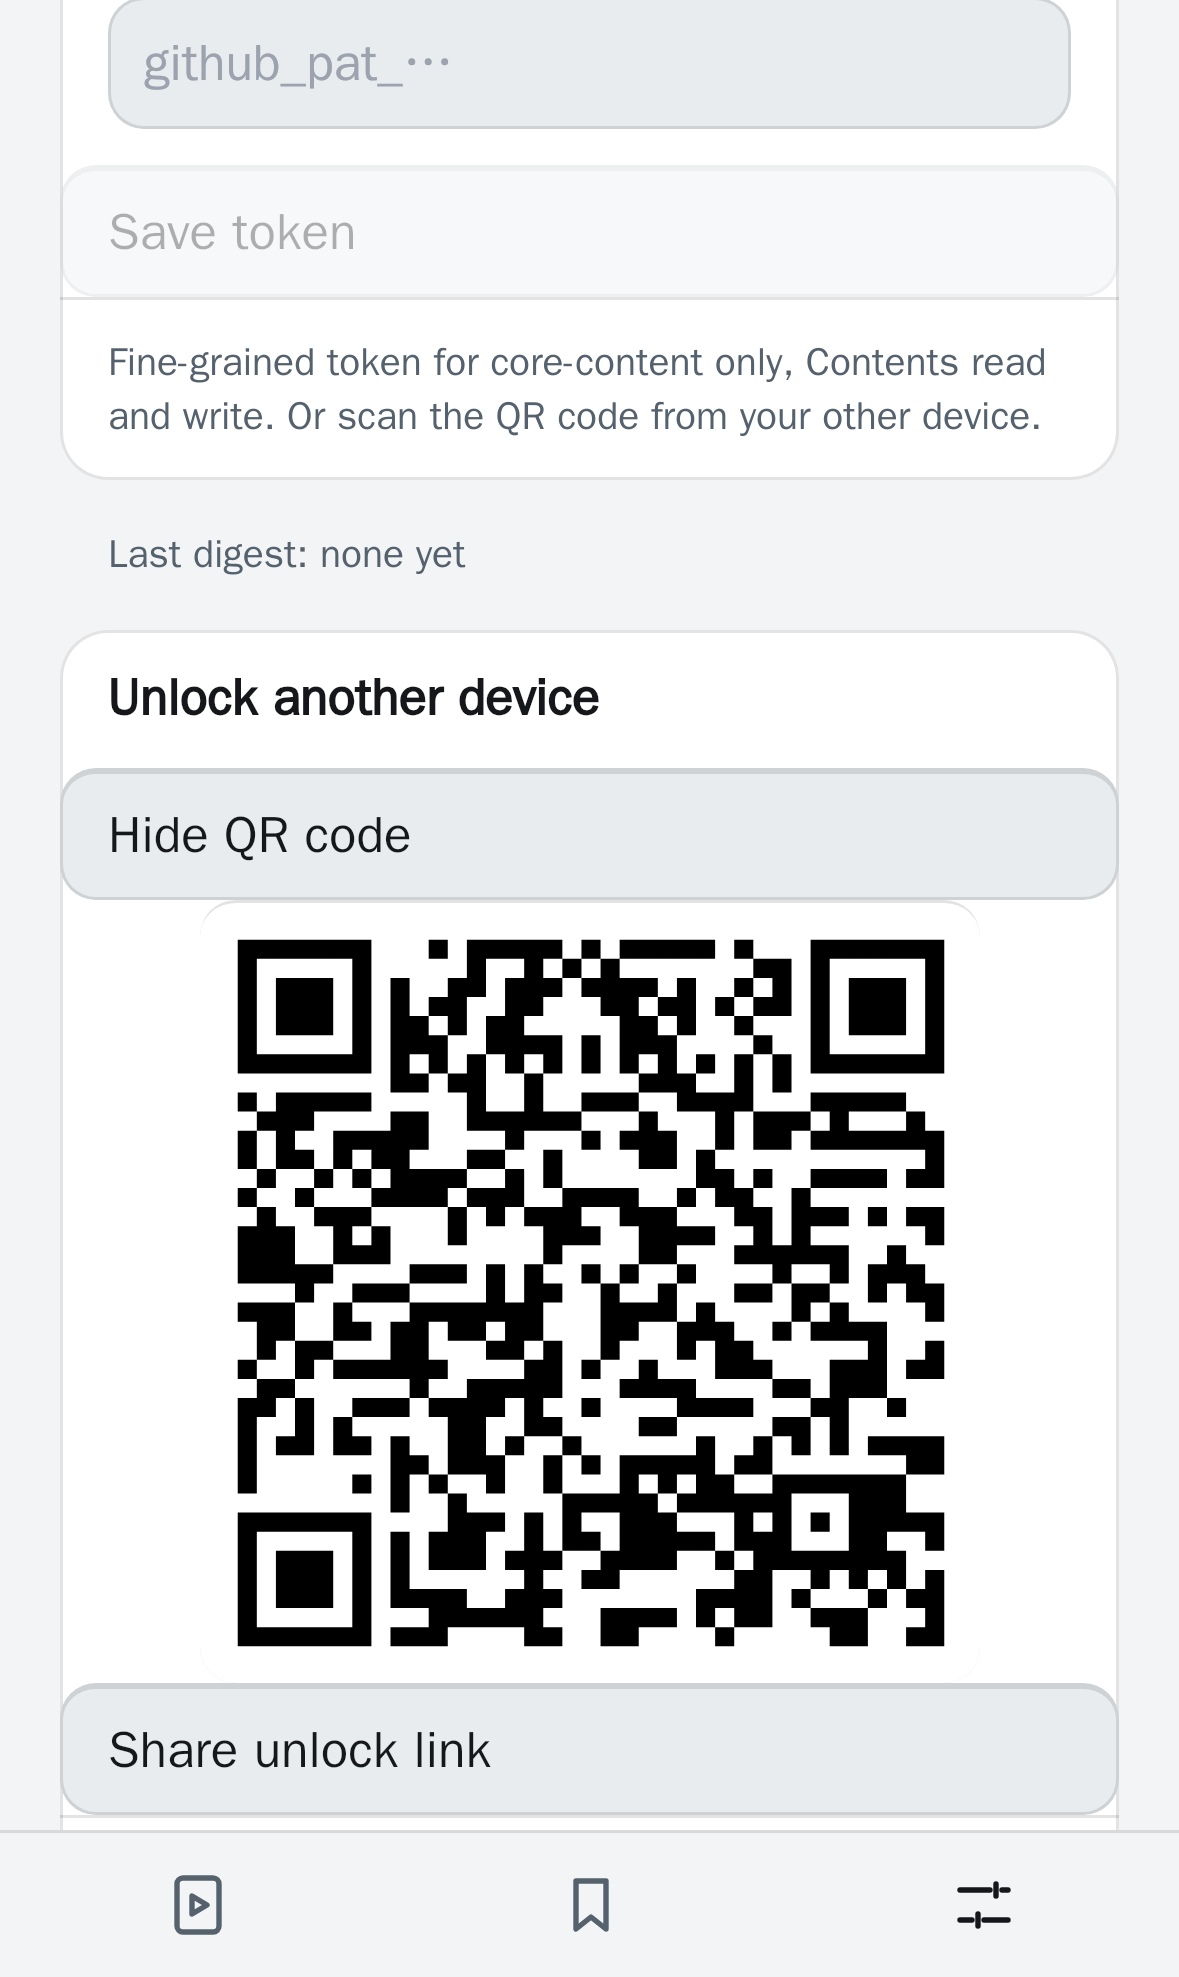 github_pat_···
Save token
Fine-grained token for core-content only, Contents read
and write. Or scan the QR code from your other device.
Last digest: none yet
Unlock another device
Hide QR code
Share unlock link